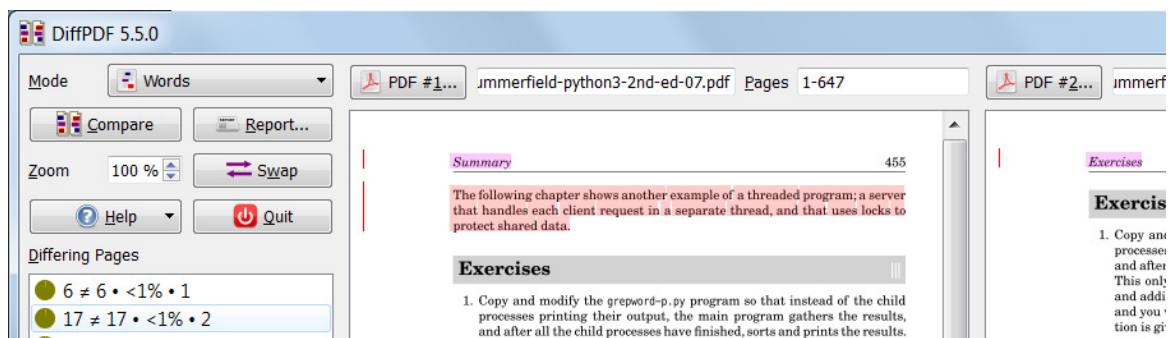 DiffPDF 5.5.0
Mode Words
Compare Report...
Zoom 100 % Swap
Help Quit
Differing Pages
6 ≠ 6 • <1% • 1
17 ≠ 17 • <1% • 2
PDF #1... ummerfield-python3-2nd-ed-07.pdf Pages 1-647
Summary 455
The following chapter shows another example of a threaded program; a server
that handles each client request in a separate thread, and that uses locks to
protect shared data.
Exercises
1. Copy and modify the grepword-p.py program so that instead of the child
processes printing their output, the main program gathers the results,
and after all the child processes have finished, sorts and prints the results.
PDF #2... ummerf
Exercises
Exercis
1. Copy and
processes
and after
This only
and addi
and you
tion is gi